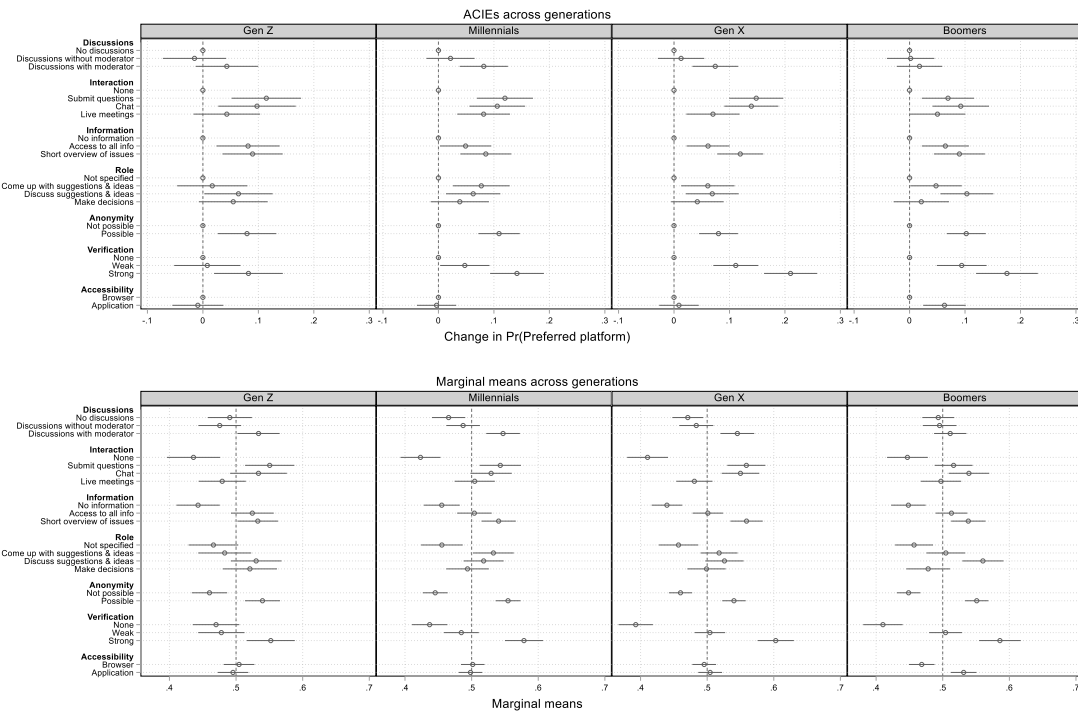 ACIEs across generations
Gen Z Millennials Gen X Boomers
Discussions
No discussions
Discussions without moderator
Discussions with moderator
Interaction
None
Submit questions
Chat
Live meetings
Information
No information
Access to all info
Short overview of issues
Role
Not specified
Come up with suggestions & ideas
Discuss suggestions & ideas
Make decisions
Anonymity
Not possible
Possible
Verification
None
Weak
Strong
Accessibility
Browser
Application
-.1 0 .1 .2 .3 -.1 0 .1 .2 .3 -.1 0 .1 .2 .3 -.1 0 .1 .2 .3
Change in Pr(Preferred platform)
Marginal means across generations
Gen Z Millennials Gen X Boomers
Discussions
No discussions
Discussions without moderator
Discussions with moderator
Interaction
None
Submit questions
Chat
Live meetings
Information
No information
Access to all info
Short overview of issues
Role
Not specified
Come up with suggestions & ideas
Discuss suggestions & ideas
Make decisions
Anonymity
Not possible
Possible
Verification
None
Weak
Strong
Accessibility
Browser
Application
.4 .5 .6 .7 .4 .5 .6 .7 .4 .5 .6 .7 .4 .5 .6 .7
Marginal means